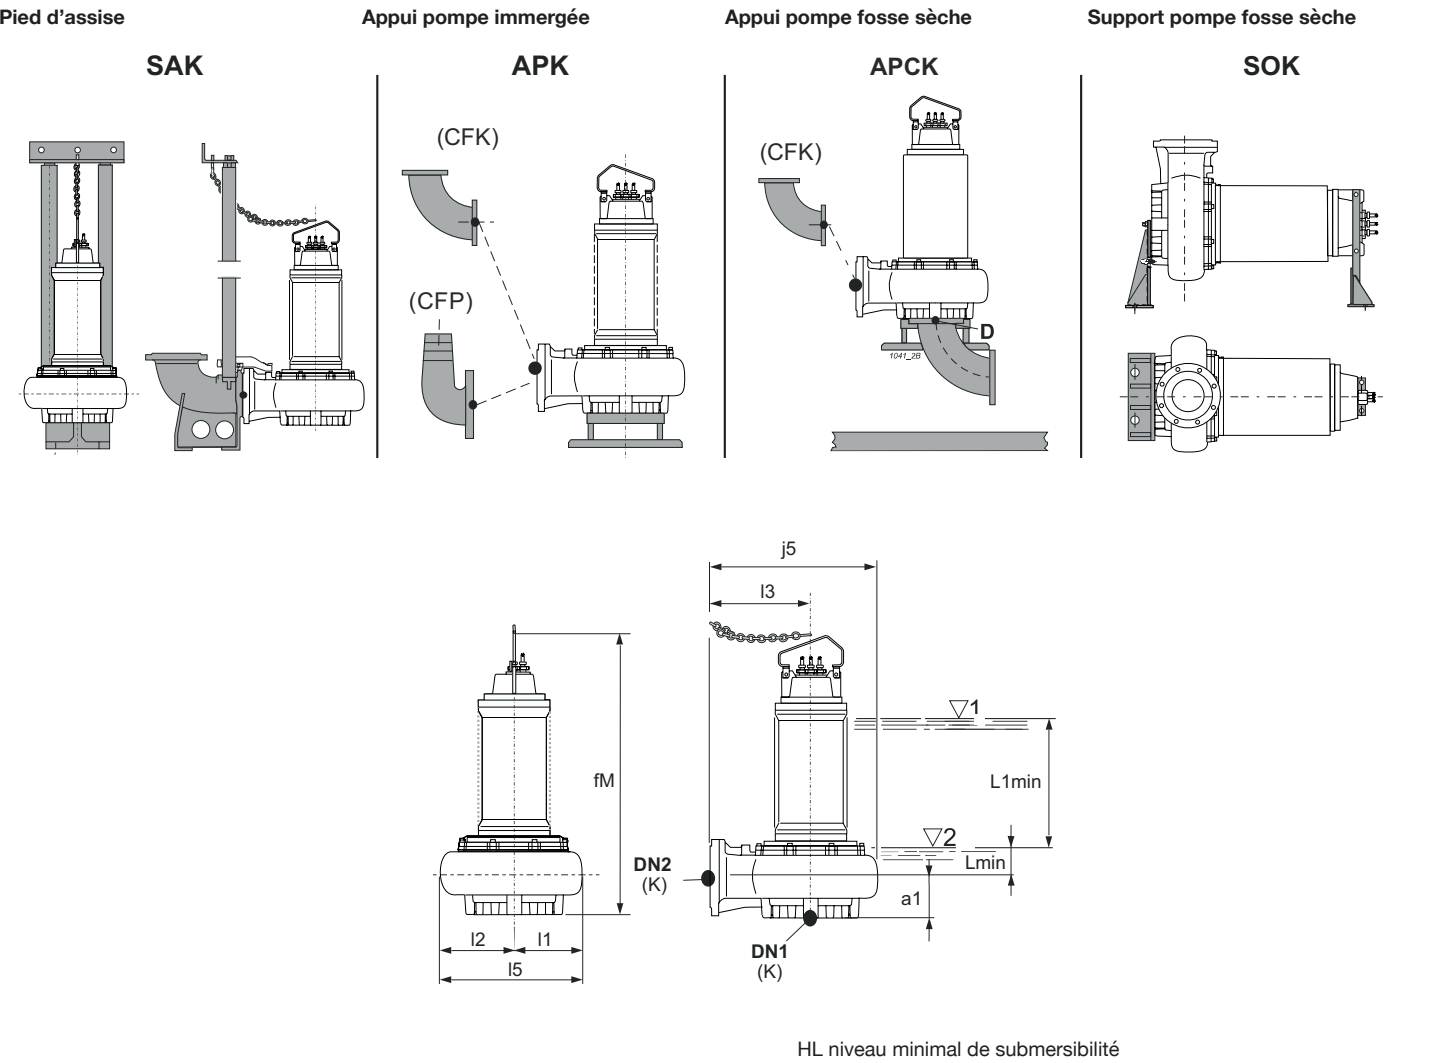 Pied d’assise
Appui pompe immergée
Appui pompe fosse sèche
Support pompe fosse sèche
SAK
APK
APCK
SOK
(CFK)
(CFP)
(CFK)
D
1041_2B
j5
l3
▽1
L1min
fM
▽2
Lmin
DN2
(K)
a1
l2
l1
l5
DN1
(K)
HL niveau minimal de submersibilité